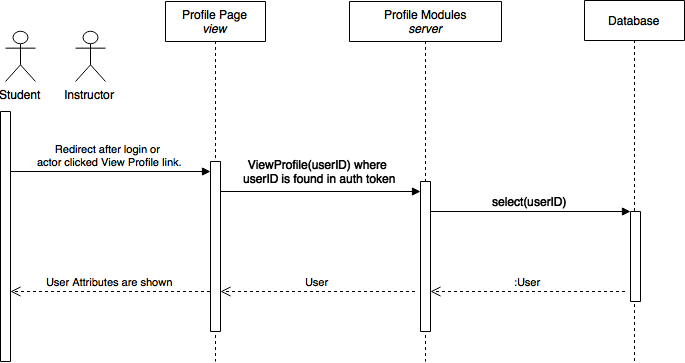 Profile Page
view
Profile Modules
server
Database
Student
Instructor
Redirect after login or
actor clicked View Profile link.
ViewProfile(userID) where
userID is found in auth token
select(userID)
User Attributes are shown
User
:User